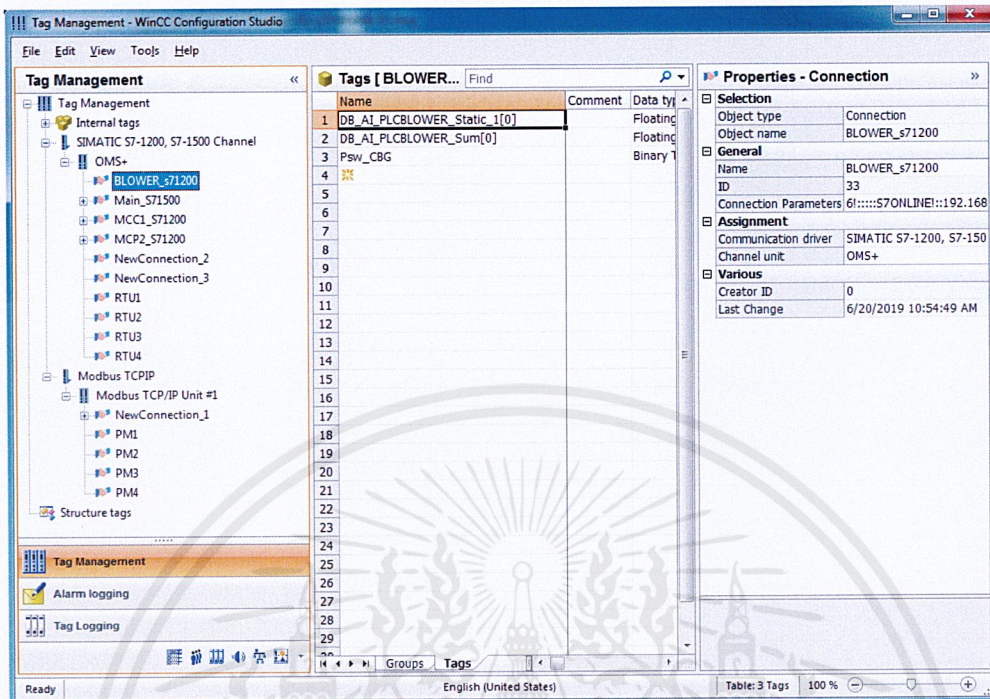 Tag Management - WinCC Configuration Studio
File Edit View Tools Help
Tag Management «
Tag Management
Internal tags
SIMATIC S7-1200, S7-1500 Channel
OMS+
BLOWER_s71200
Main_S71500
MCC1_S71200
MCP2_S71200
NewConnection_2
NewConnection_3
RTU1
RTU2
RTU3
RTU4
Modbus TCPIP
Modbus TCP/IP Unit #1
NewConnection_1
PM1
PM2
PM3
PM4
Structure tags
Tag Management
Alarm logging
Tag Logging
Tags [ BLOWER... Find
Name Comment Data typ
1 DB_AI_PLCBLOWER_Static_1[0] Floating
2 DB_AI_PLCBLOWER_Sum[0] Floating
3 Psw_CBG Binary T
4
5
6
7
8
9
10
11
12
13
14
15
16
17
18
19
20
21
22
23
24
25
26
27
28
29
Groups Tags
Properties - Connection »
Selection
Object type Connection
Object name BLOWER_s71200
General
Name BLOWER_s71200
ID 33
Connection Parameters 6!:::::S7ONLINE!::192.168
Assignment
Communication driver SIMATIC S7-1200, S7-150
Channel unit OMS+
Various
Creator ID 0
Last Change 6/20/2019 10:54:49 AM
Ready English (United States) Table: 3 Tags 100 %